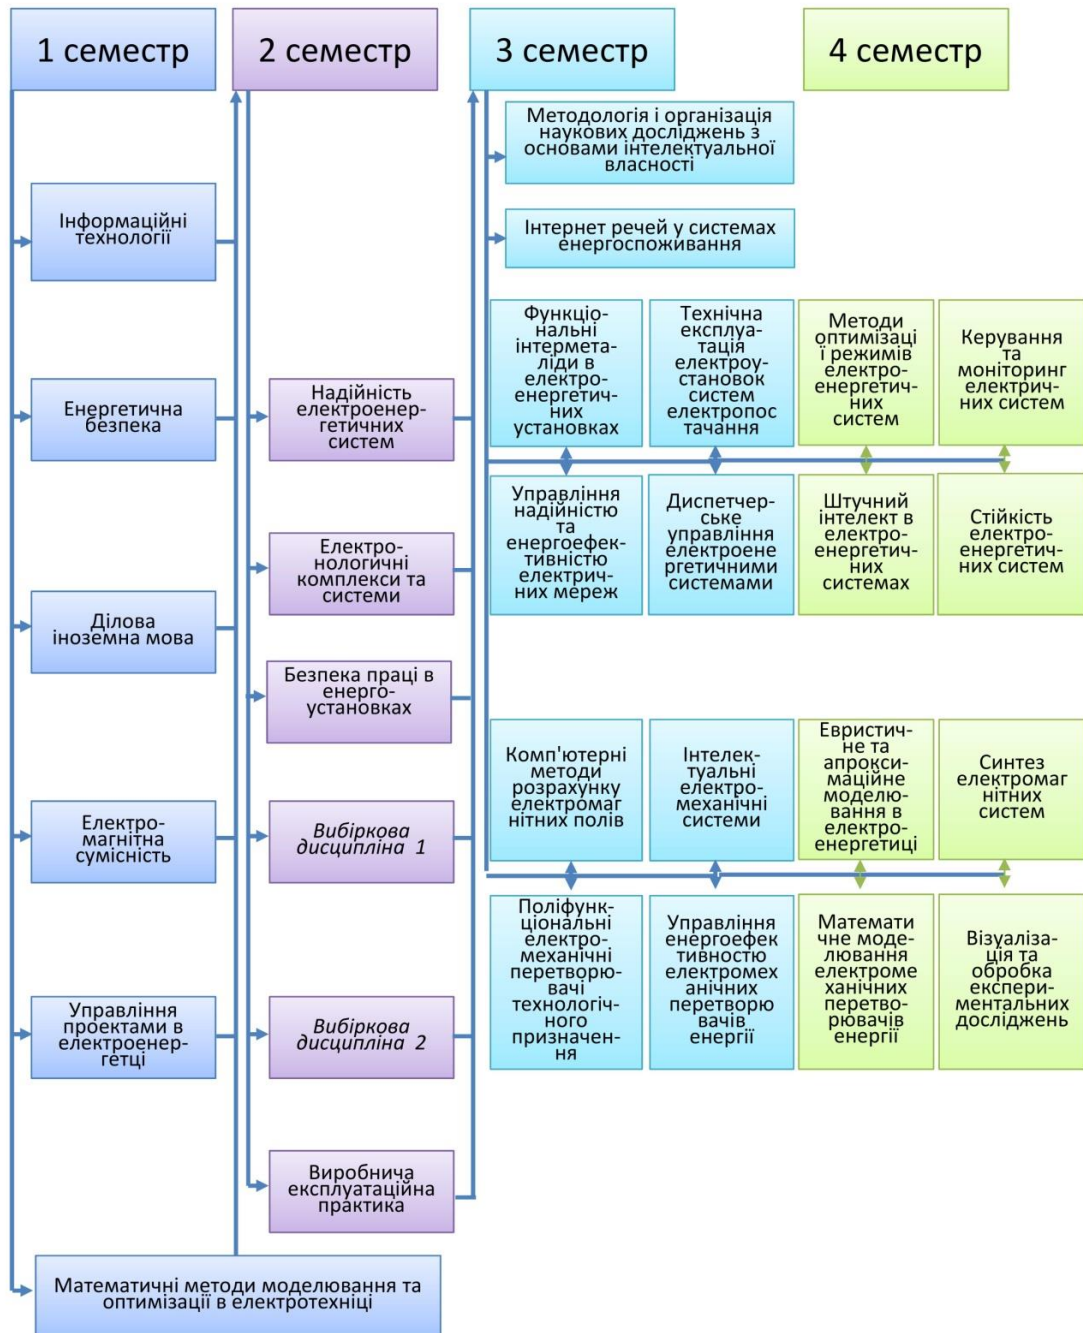 1 семестр
2 семестр
3 семестр
4 семестр
Інформаційні
технології
Енергетична
безпека
Ділова
іноземна мова
Електро-
магнітна
сумісність
Управління
проектами в
електроенер-
гетці
Математичні методи моделювання та
оптимізації в електротехніці
Надійність
електроенер-
гетичних систем
Електро-
нологічні
комплекси та
системи
Безпека праці в
енерго-
установках
Вибіркова
дисципліна 1
Вибіркова
дисципліна 2
Виробнича
експлуатаційна
практика
Методологія і організація
наукових досліджень з
основами інтелектуальної
власності
Інтернет речей у системах
енергоспоживання
Функціо-
нальні
інтермета-
ліди в
електро-
енергетич-
них
установках
Технічна
експлуа-
тація
електроу-
становок
систем
електропос
тачання
Методи
оптимізаці
ї режимів
електро-
енергетич-
них систем
Керування
та
моніторинг
електрич-
них систем
Управління
надійністю
та
енергоефек-
тивністю
електрич-
них мереж
Диспетчер-
ське
управління
електроене
ргетичними
системами
Штучний
інтелект в
електро-
енергетич-
них
системах
Стійкість
електро-
енергетич-
них систем
Комп'ютерні
методи
розрахунку
електромаг
нітних полів
Інтелек-
туальні
електро-
механічні
системи
Евристич-
не та
апрокси-
маційне
моделю-
вання в
електро-
енергетиці
Синтез
електромаг
нітних
систем
Поліфунк-
ціональні
електро-
механічні
перетворю-
вачі
технологіч-
ного
призначен-
ня
Управління
енергоефек
тивностю
електромех
анічних
перетворю
вачів
енергії
Математи
чне моде-
лювання
електроме
ханічних
перетво-
рювачів
енергії
Візуаліза-
ція та
обробка
експери-
ментальних
досліджень